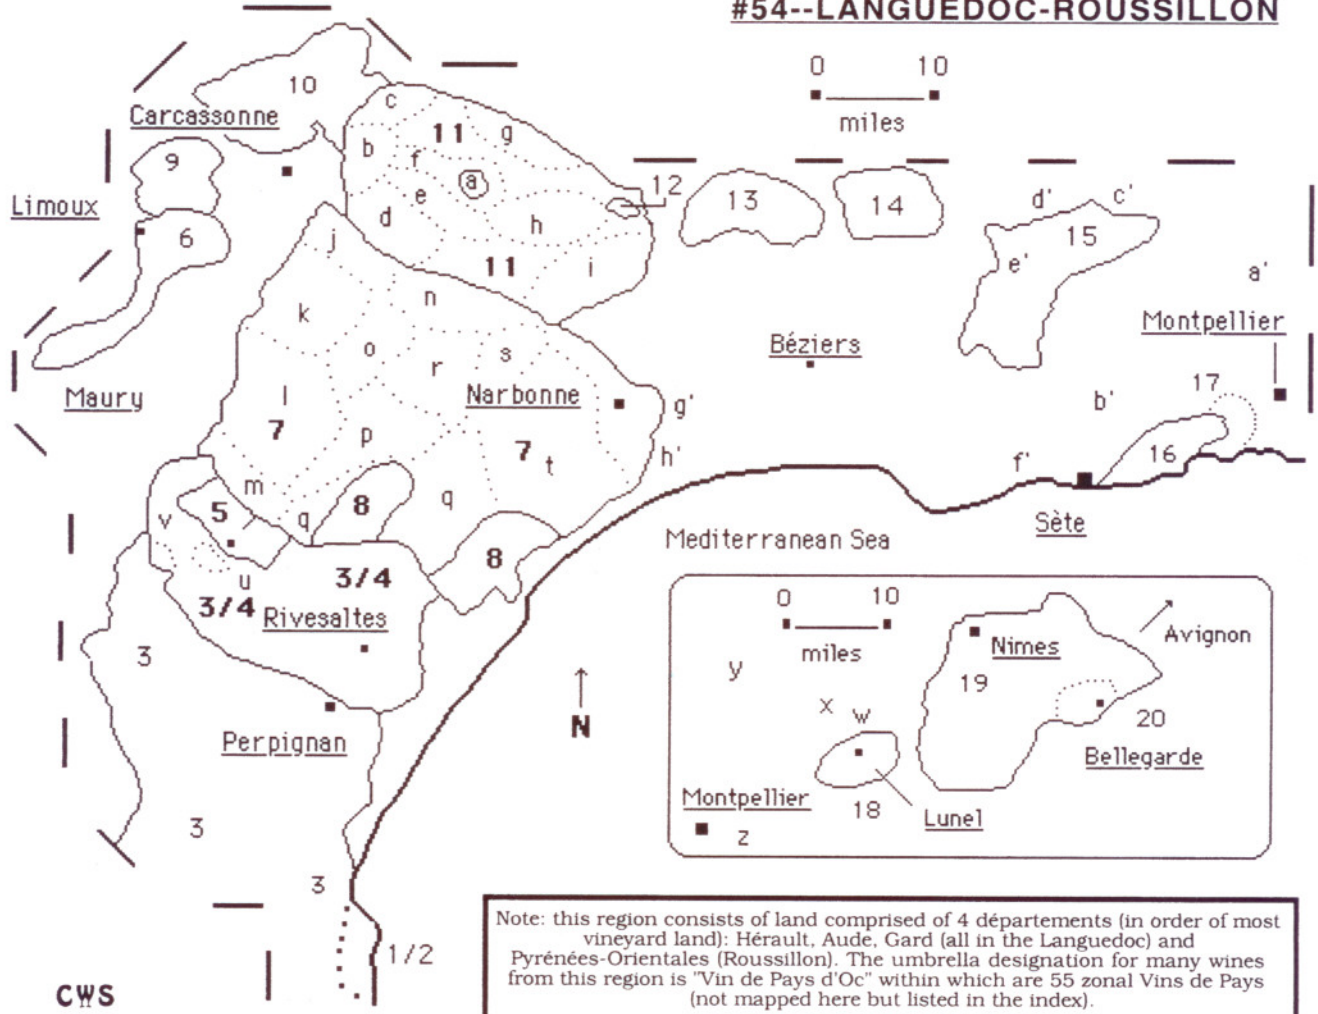 #54--LANGUEDOC-ROUSSILLON
0 10
miles
10
Carcassonne
c
11 g
b f
a
e
d h
11 i
12
13
14
d' c'
15
e'
a'
9
Limoux
6
j
k
n
o
r
s
l
7
p
Narbonne
g'
h'
7 t
m
q
8
q
8
Maury
Béziers
Montpellier
17
b'
16
f'
Sète
Mediterranean Sea
v
5
u
3/4
3/4
Rivesaltes
3
Perpignan
3
3
1/2
N
0 10
miles
Avignon
Nimes
19
20
Bellegarde
y
x w
18
Lunel
Montpellier
z
CWS
Note: this region consists of land comprised of 4 départements (in order of most
vineyard land): Hérault, Aude, Gard (all in the Languedoc) and
Pyrénées-Orientales (Roussillon). The umbrella designation for many wines
from this region is "Vin de Pays d'Oc" within which are 55 zonal Vins de Pays
(not mapped here but listed in the index).